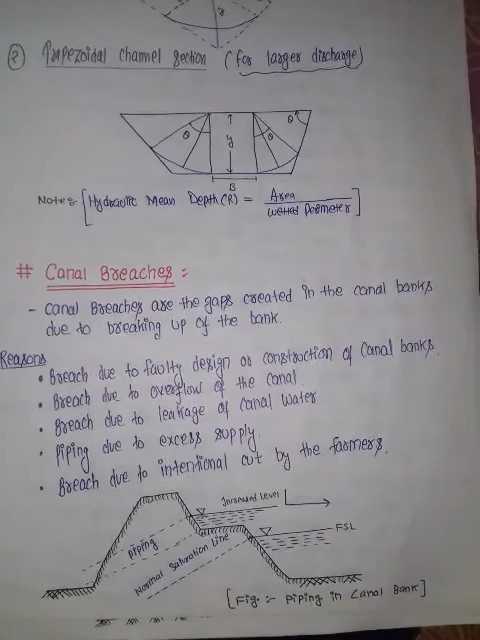 r
② Trapezoidal channel section (for larger discharge)
θ
y
θ
θ
B
Note:- [Hydraulic Mean Depth(R) = Area / Wetted Perimeter]
# Canal Breaches :-
- Canal Breaches are the gaps created in the canal banks
due to breaking up of the bank.
Reasons
• Breach due to faulty design or construction of canal banks.
• Breach due to overflow of the canal
• Breach due to leakage of canal water
• Piping due to excess supply.
• Breach due to intentional cut by the farmers.
Increased Level
FSL
Piping
Normal Saturation Line
[Fig. :- Piping in Canal Bank]